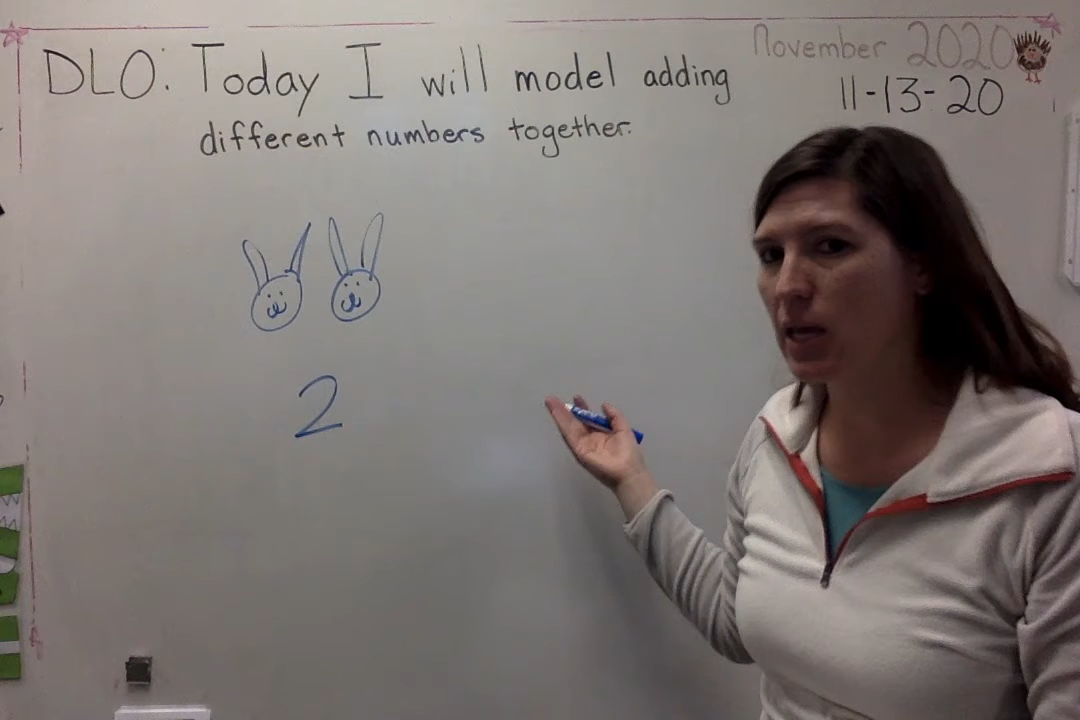 DLO: Today I will model adding
different numbers together.
November 2020
11-13-20
2